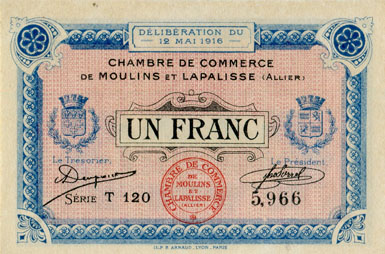 DÉLIBÉRATION DU
12 MAI 1916
CHAMBRE DE COMMERCE
DE MOULINS ET LAPALISSE (ALLIER)
UN FRANC
Le Trésorier,
Le Président,
CHAMBRE DE COMMERCE
DE
MOULINS
ET
LAPALISSE
(ALLIER)
SÉRIE T 120
5,966
IMP. B. ARNAUD, LYON, PARIS